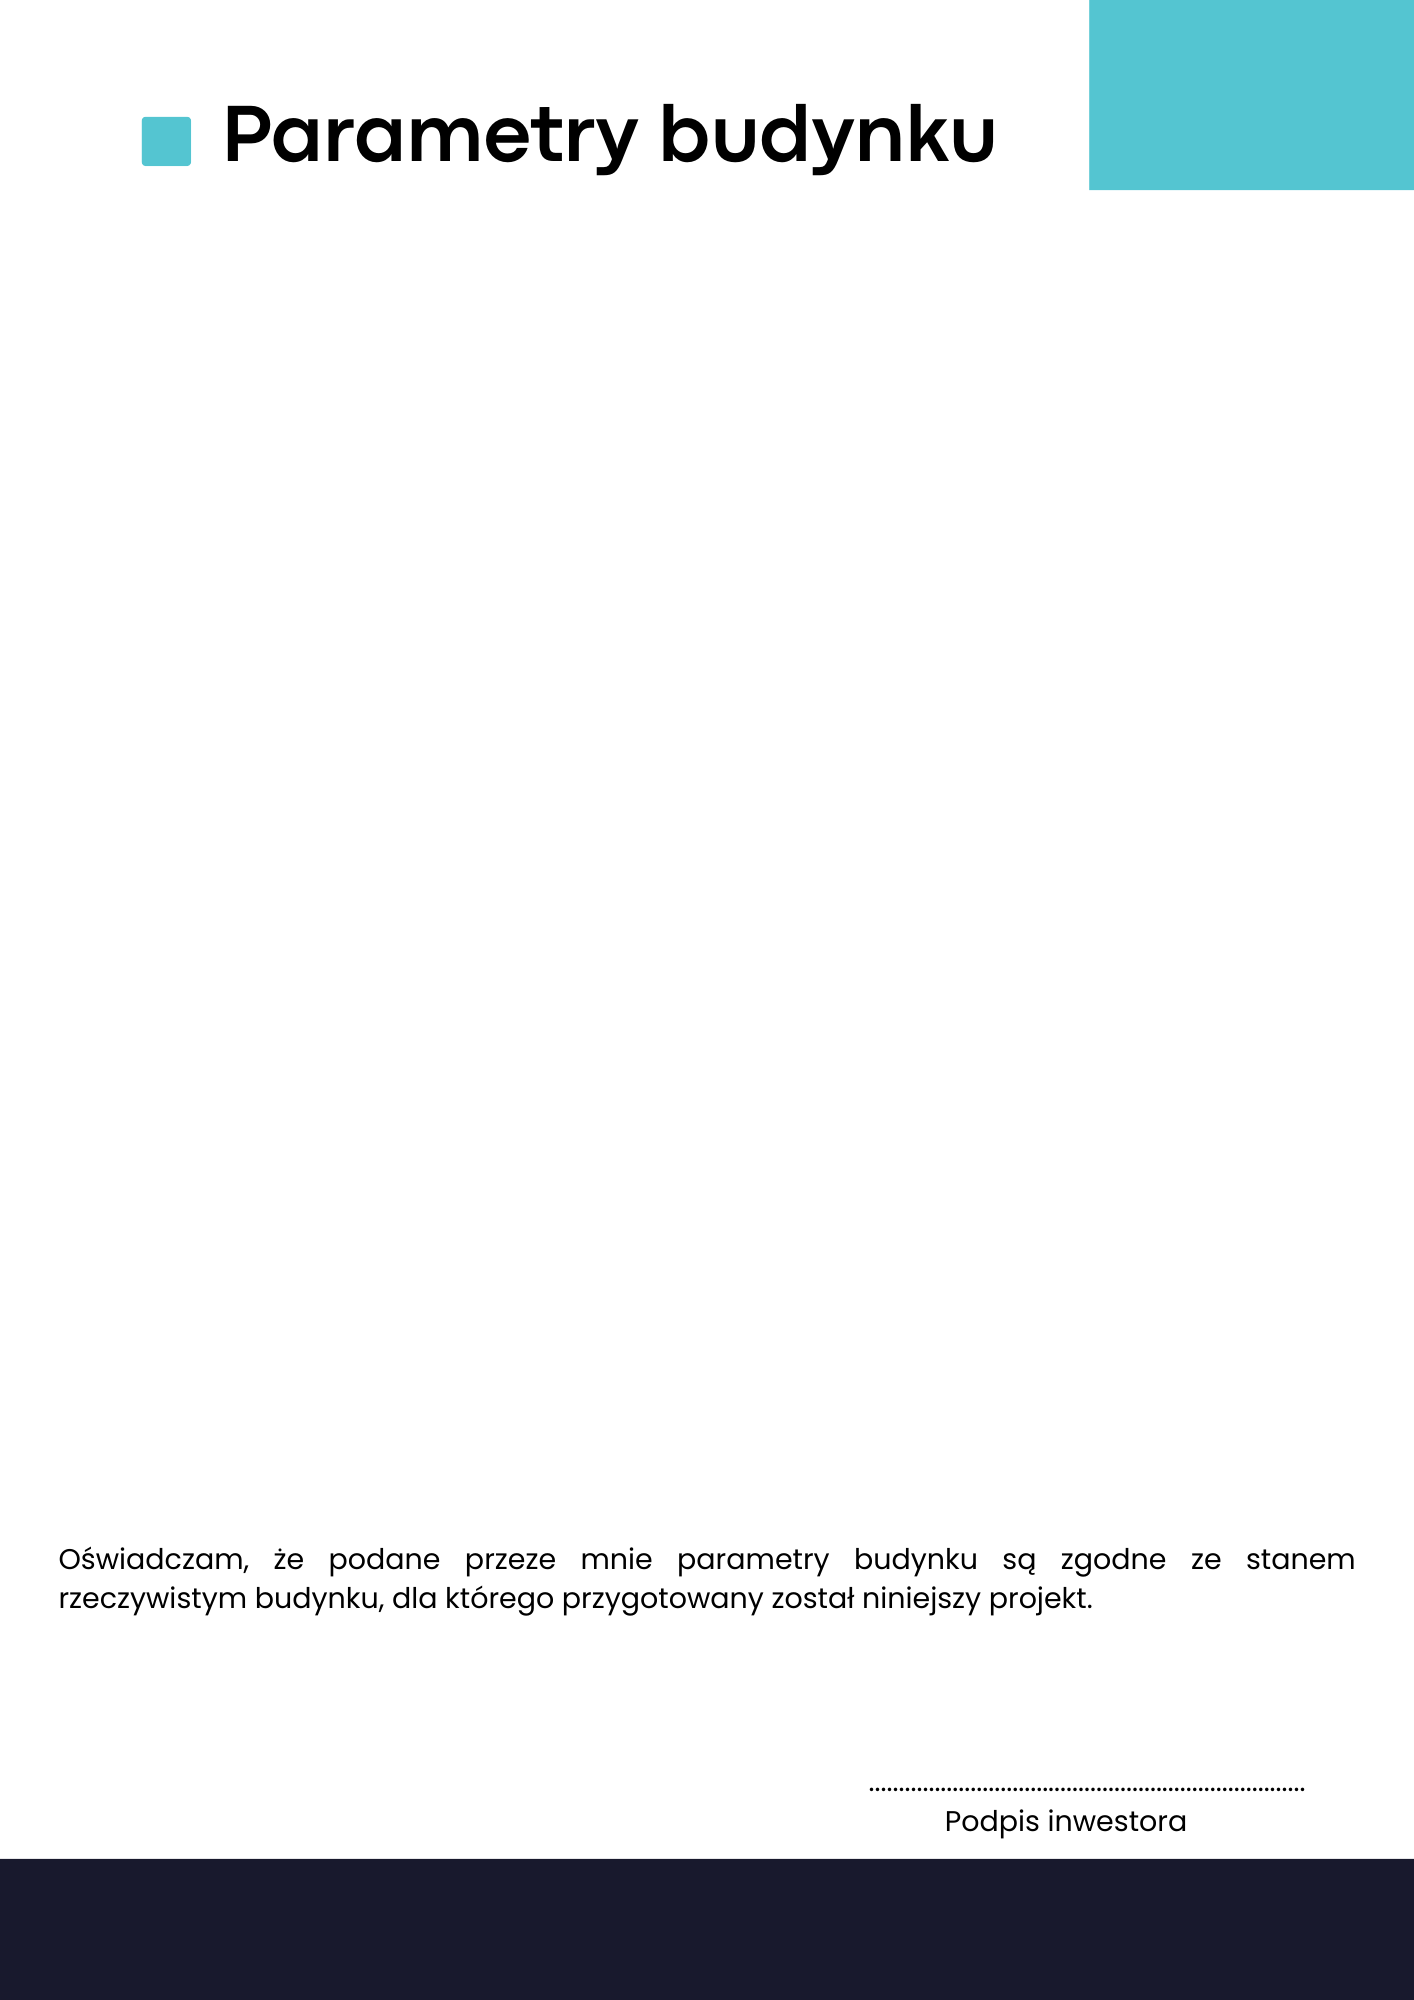 Parametry budynku
Oświadczam, że podane przeze mnie parametry budynku są zgodne ze stanem
rzeczywistym budynku, dla którego przygotowany został niniejszy projekt.
.........................................................................
Podpis inwestora